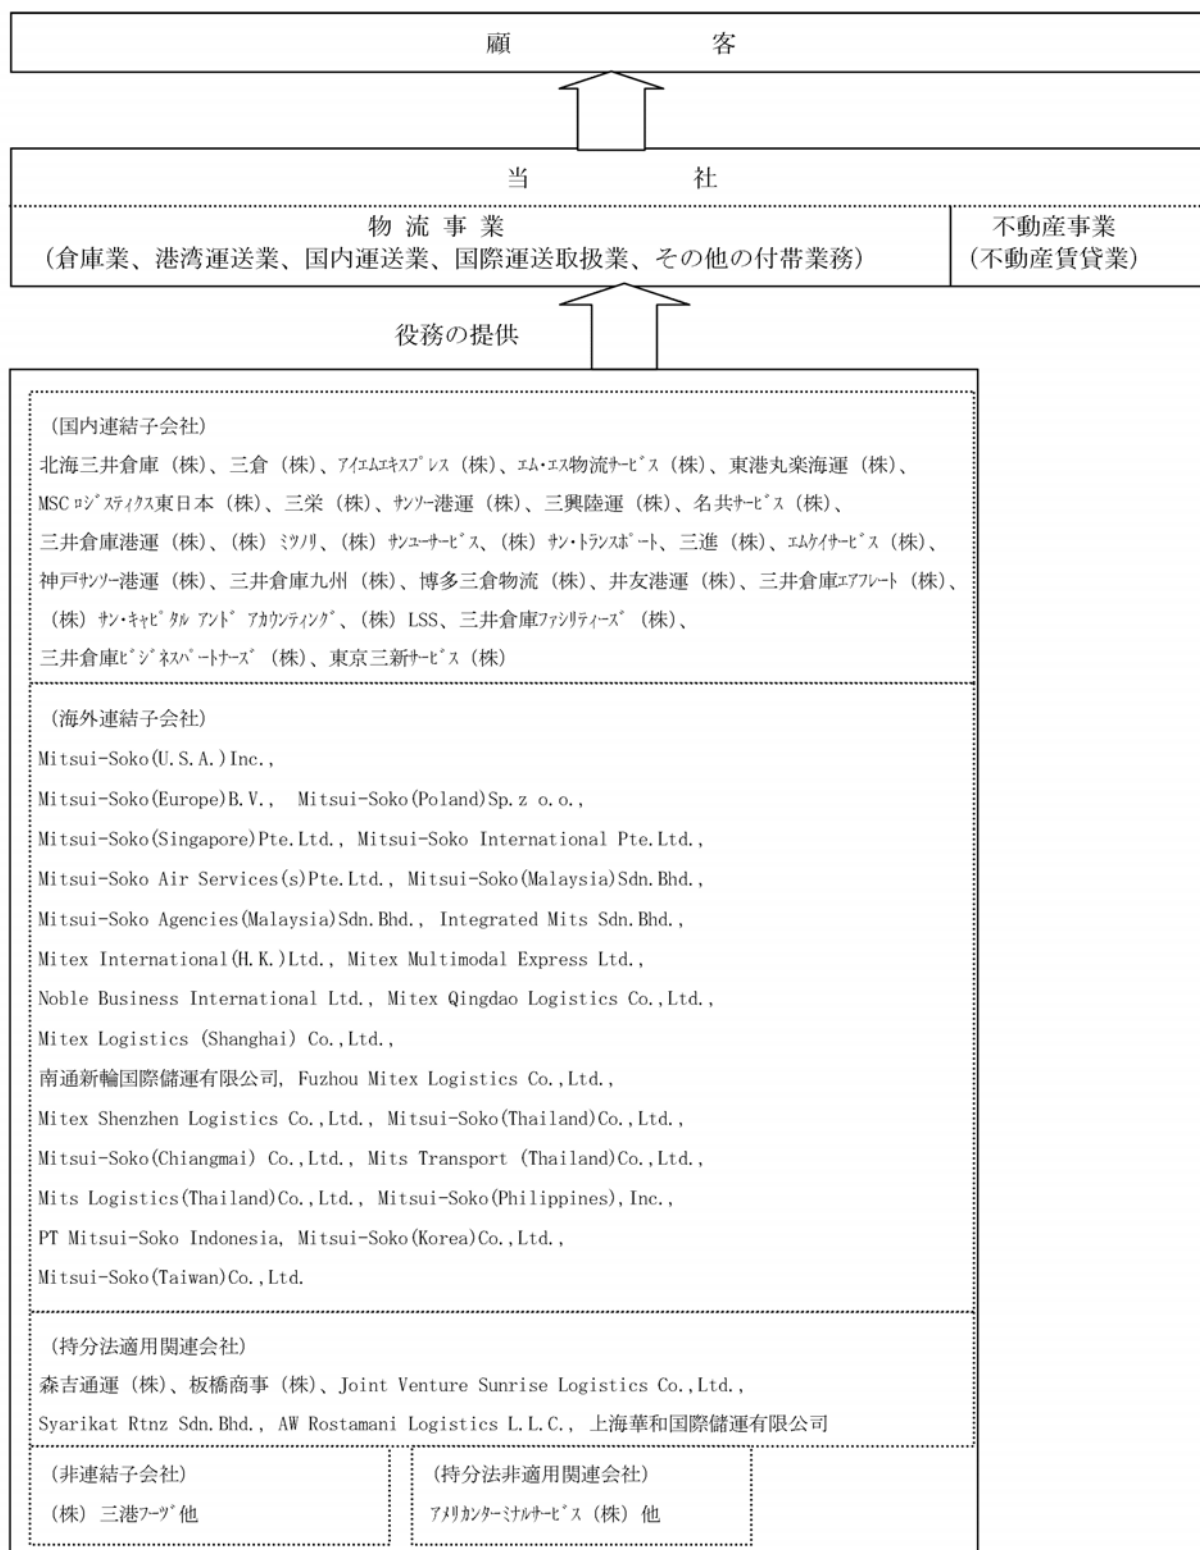 顧客
当社
物流事業
(倉庫業、港湾運送業、国内運送業、国際運送取扱業、その他の付帯業務)
不動産事業
(不動産賃貸業)
役務の提供
(国内連結子会社)
北海三井倉庫(株)、三倉(株)、ｱｲｴﾑｴｷｽﾌﾟﾚｽ(株)、ｴﾑ・ｴｽ物流ｻｰﾋﾞｽ(株)、東港丸楽海運(株)、
MSCﾛｼﾞｽﾃｨｸｽ東日本(株)、三栄(株)、ｻﾝｿｰ港運(株)、三興陸運(株)、名共ｻｰﾋﾞｽ(株)、
三井倉庫港運(株)、(株)ﾐﾂﾉﾘ、(株)ｻﾝﾕｰｻｰﾋﾞｽ、(株)ｻﾝ・ﾄﾗﾝｽﾎﾟｰﾄ、三進(株)、ｴﾑｹｲｻｰﾋﾞｽ(株)、
神戸ｻﾝｿｰ港運(株)、三井倉庫九州(株)、博多三倉物流(株)、井友港運(株)、三井倉庫ｴｱﾌﾚｰﾄ(株)、
(株)ｻﾝ・ｷｬﾋﾟﾀﾙ ｱﾝﾄﾞ ｱｶｳﾝﾃｨﾝｸﾞ、(株)LSS、三井倉庫ﾌｧｼﾘﾃｨｰｽﾞ(株)、
三井倉庫ﾋﾞｼﾞﾈｽﾊﾟｰﾄﾅｰｽﾞ(株)、東京三新ｻｰﾋﾞｽ(株)
(海外連結子会社)
Mitsui-Soko(U.S.A.)Inc.,
Mitsui-Soko(Europe)B.V., Mitsui-Soko(Poland)Sp.z o.o.,
Mitsui-Soko(Singapore)Pte.Ltd., Mitsui-Soko International Pte.Ltd.,
Mitsui-Soko Air Services(s)Pte.Ltd., Mitsui-Soko(Malaysia)Sdn.Bhd.,
Mitsui-Soko Agencies(Malaysia)Sdn.Bhd., Integrated Mits Sdn.Bhd.,
Mitex International(H.K.)Ltd., Mitex Multimodal Express Ltd.,
Noble Business International Ltd., Mitex Qingdao Logistics Co.,Ltd.,
Mitex Logistics (Shanghai) Co.,Ltd.,
南通新輪国際儲運有限公司, Fuzhou Mitex Logistics Co.,Ltd.,
Mitex Shenzhen Logistics Co.,Ltd., Mitsui-Soko(Thailand)Co.,Ltd.,
Mitsui-Soko(Chiangmai) Co.,Ltd., Mits Transport (Thailand)Co.,Ltd.,
Mits Logistics(Thailand)Co.,Ltd., Mitsui-Soko(Philippines),Inc.,
PT Mitsui-Soko Indonesia, Mitsui-Soko(Korea)Co.,Ltd.,
Mitsui-Soko(Taiwan)Co.,Ltd.
(持分法適用関連会社)
森吉通運(株)、板橋商事(株)、Joint Venture Sunrise Logistics Co.,Ltd.,
Syarikat Rtnz Sdn.Bhd., AW Rostamani Logistics L.L.C., 上海華和国際儲運有限公司
(非連結子会社)
(株)三港ﾌｰｽﾞ他
(持分法非適用関連会社)
ｱﾒﾘｶﾝﾀｰﾐﾅﾙｻｰﾋﾞｽ(株)他